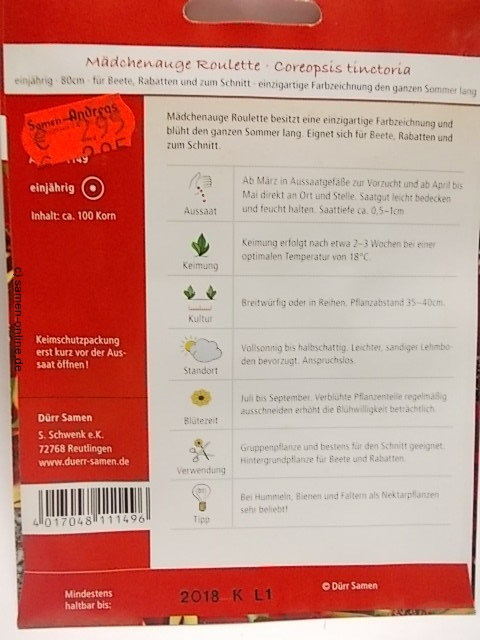 Mädchenauge Roulette · Coreopsis tinctoria
einjährig · 80cm · für Beete, Rabatten und zum Schnitt · einzigartige Farbzeichnung den ganzen Sommer lang
Samen-Andreas
€ 2.95
1149
einjährig
Inhalt: ca. 100 Korn
Keimschutzpackung
erst kurz vor der Aus-
saat öffnen!
Dürr Samen
S. Schwenk e.K.
72768 Reutlingen
www.duerr-samen.de
4 017048 111496
Mädchenauge Roulette besitzt eine einzigartige Farbzeichnung und
blüht den ganzen Sommer lang. Eignet sich für Beete, Rabatten und
zum Schnitt.
Aussaat
Ab März in Aussaatgefäße zur Vorzucht und ab April bis
Mai direkt an Ort und Stelle. Saatgut leicht bedecken
und feucht halten. Saattiefe ca. 0,5–1cm
Keimung
Keimung erfolgt nach etwa 2–3 Wochen bei einer
optimalen Temperatur von 18°C.
Kultur
Breitwürfig oder in Reihen. Pflanzabstand 35–40cm.
Standort
Vollsonnig bis halbschattig. Leichter, sandiger Lehmbo-
den bevorzugt. Anspruchslos.
Blütezeit
Juli bis September. Verblühte Pflanzenteile regelmäßig
ausschneiden erhöht die Blühwilligkeit beträchtlich.
Verwendung
Gruppenpflanze und bestens für den Schnitt geeignet.
Hintergrundpflanze für Beete und Rabatten.
Tipp
Bei Hummeln, Bienen und Faltern als Nektarpflanzen
sehr beliebt!
Mindestens
haltbar bis:
2018 K L1
© Dürr Samen
(c) samen-online.de